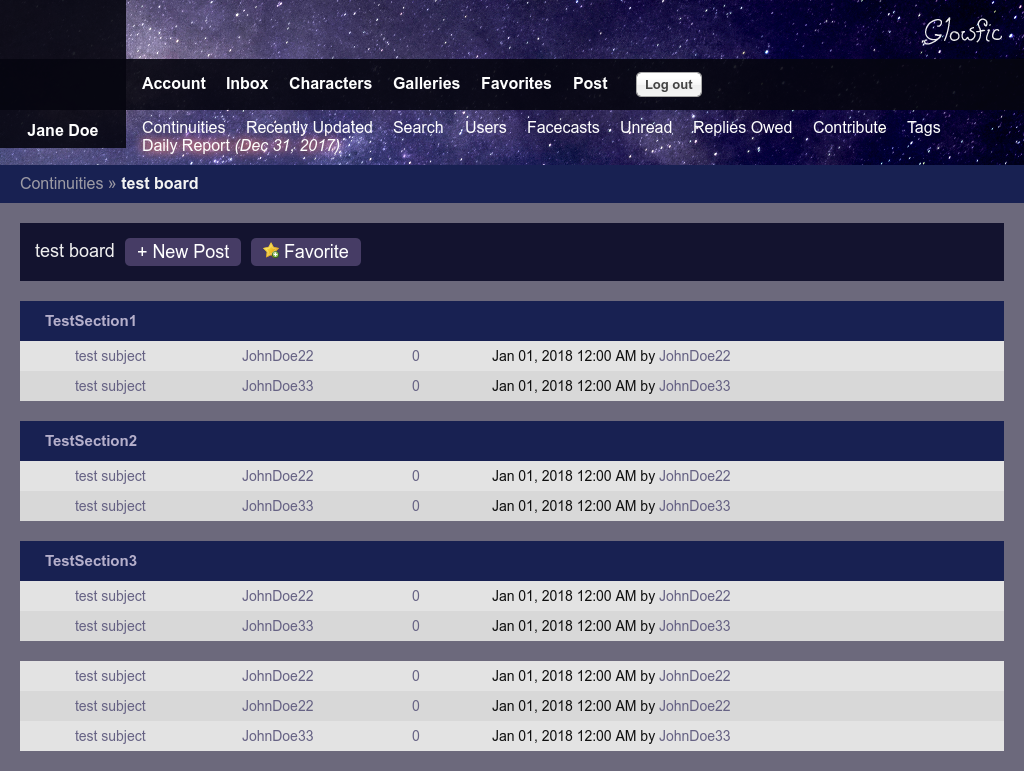 Glowfic
Account Inbox Characters Galleries Favorites Post Log out
Jane Doe
Continuities Recently Updated Search Users Facecasts Unread Replies Owed Contribute Tags
Daily Report (Dec 31, 2017)
Continuities » test board
test board + New Post Favorite
TestSection1
test subject JohnDoe22 0 Jan 01, 2018 12:00 AM by JohnDoe22
test subject JohnDoe33 0 Jan 01, 2018 12:00 AM by JohnDoe33
TestSection2
test subject JohnDoe22 0 Jan 01, 2018 12:00 AM by JohnDoe22
test subject JohnDoe33 0 Jan 01, 2018 12:00 AM by JohnDoe33
TestSection3
test subject JohnDoe22 0 Jan 01, 2018 12:00 AM by JohnDoe22
test subject JohnDoe33 0 Jan 01, 2018 12:00 AM by JohnDoe33
test subject JohnDoe22 0 Jan 01, 2018 12:00 AM by JohnDoe22
test subject JohnDoe22 0 Jan 01, 2018 12:00 AM by JohnDoe22
test subject JohnDoe33 0 Jan 01, 2018 12:00 AM by JohnDoe33